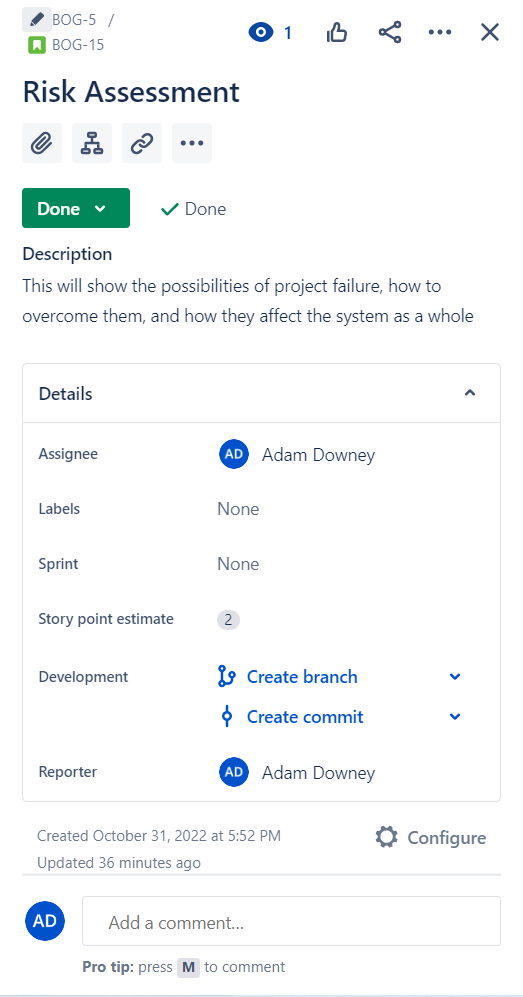 BOG-5 /
BOG-15
1
Risk Assessment
Done
Done
Description
This will show the possibilities of project failure, how to
overcome them, and how they affect the system as a whole
Details
Assignee AD Adam Downey
Labels None
Sprint None
Story point estimate 2
Development Create branch
Create commit
Reporter AD Adam Downey
Created October 31, 2022 at 5:52 PM
Configure
Updated 36 minutes ago
AD Add a comment...
Pro tip: press M to comment